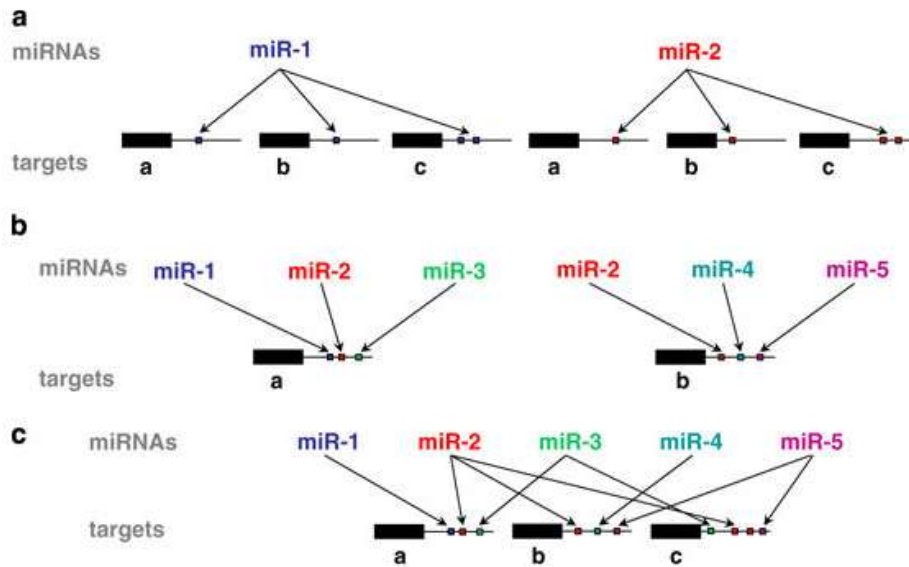 a
miRNAs miR-1 miR-2
targets
a b c a b c
b
miRNAs miR-1 miR-2 miR-3 miR-2 miR-4 miR-5
targets
a b
c
miRNAs miR-1 miR-2 miR-3 miR-4 miR-5
targets
a b c